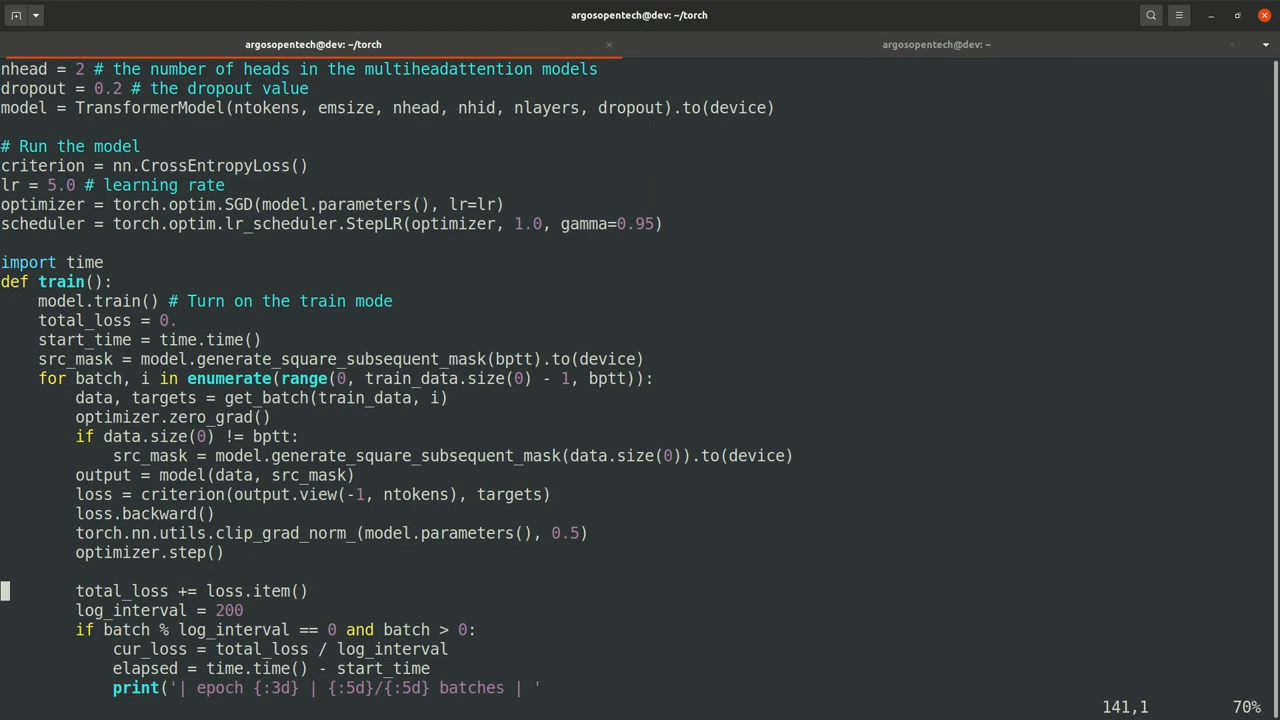 argosopentech@dev: ~/torch
argosopentech@dev: ~/torch
argosopentech@dev: ~
nhead = 2 # the number of heads in the multiheadattention models
dropout = 0.2 # the dropout value
model = TransformerModel(ntokens, emsize, nhead, nhid, nlayers, dropout).to(device)
# Run the model
criterion = nn.CrossEntropyLoss()
lr = 5.0 # learning rate
optimizer = torch.optim.SGD(model.parameters(), lr=lr)
scheduler = torch.optim.lr_scheduler.StepLR(optimizer, 1.0, gamma=0.95)
import time
def train():
    model.train() # Turn on the train mode
    total_loss = 0.
    start_time = time.time()
    src_mask = model.generate_square_subsequent_mask(bptt).to(device)
    for batch, i in enumerate(range(0, train_data.size(0) - 1, bptt)):
        data, targets = get_batch(train_data, i)
        optimizer.zero_grad()
        if data.size(0) != bptt:
               src_mask = model.generate_square_subsequent_mask(data.size(0)).to(device)
        output = model(data, src_mask)
        loss = criterion(output.view(-1, ntokens), targets)
        loss.backward()
        torch.nn.utils.clip_grad_norm_(model.parameters(), 0.5)
        optimizer.step()
        total_loss += loss.item()
        log_interval = 200
        if batch % log_interval == 0 and batch > 0:
            cur_loss = total_loss / log_interval
            elapsed = time.time() - start_time
            print('| epoch {:3d} | {:5d}/{:5d} batches | '
141,1 70%